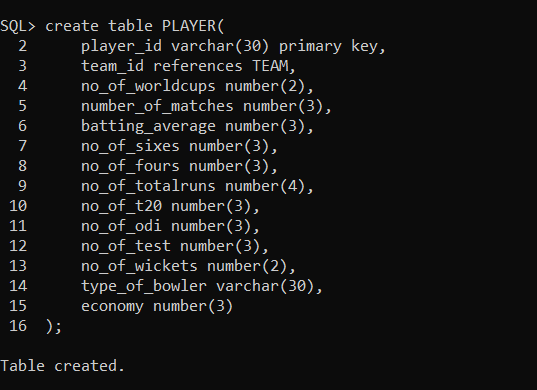 SQL> create table PLAYER(
  2      player_id varchar(30) primary key,
  3      team_id references TEAM,
  4      no_of_worldcups number(2),
  5      number_of_matches number(3),
  6      batting_average number(3),
  7      no_of_sixes number(3),
  8      no_of_fours number(3),
  9      no_of_totalruns number(4),
 10      no_of_t20 number(3),
 11      no_of_odi number(3),
 12      no_of_test number(3),
 13      no_of_wickets number(2),
 14      type_of_bowler varchar(30),
 15      economy number(3)
 16  );
Table created.